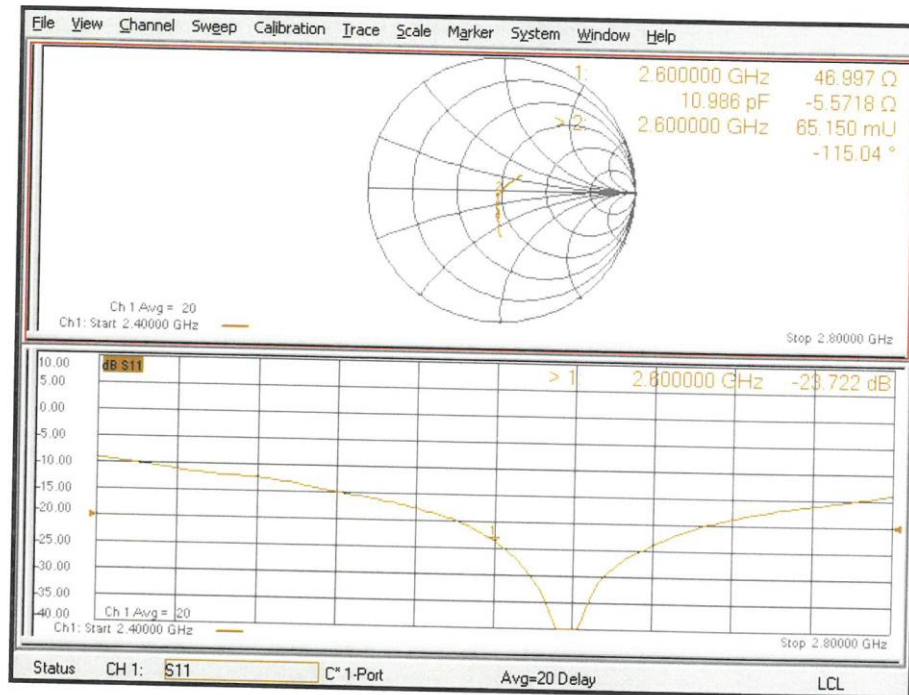 File View Channel Sweep Calibration Trace Scale Marker System Window Help
1: 2.600000 GHz 46.997 Ω
10.986 pF -5.5718 Ω
> 2: 2.600000 GHz 65.150 mU
-115.04 °
Ch 1 Avg = 20
Ch1: Start 2.40000 GHz
Stop 2.80000 GHz
dB S11
> 1: 2.600000 GHz -23.722 dB
10.00
5.00
0.00
-5.00
-10.00
-15.00
-20.00
-25.00
-30.00
-35.00
-40.00
1
Ch 1 Avg = 20
Ch1: Start 2.40000 GHz
Stop 2.80000 GHz
Status CH 1: S11 C* 1-Port Avg=20 Delay LCL